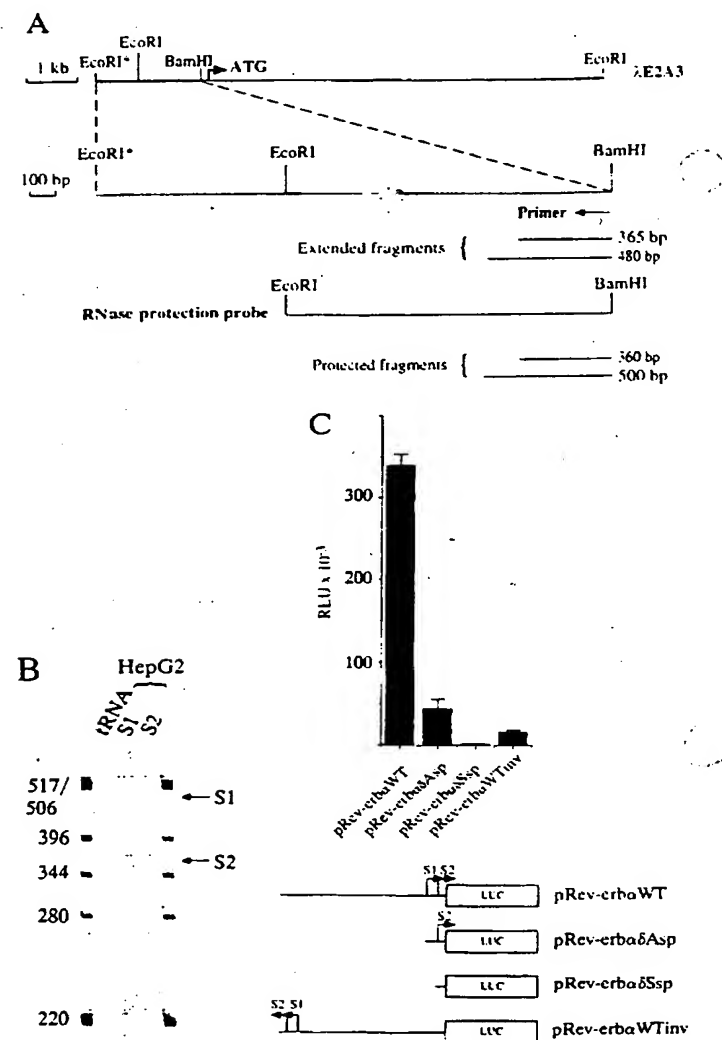 A
EcoRI
1 kb
EcoRI*
BamHI
ATG
EcoRI
λE2A3
EcoRI*
EcoRI
BamHI
100 bp
Primer
Extended fragments {
365 bp
480 bp
EcoRI
BamHI
RNase protection probe
Protected fragments {
360 bp
500 bp
C
300
200
100
RLU x 10⁻³
pRev-erbαWT
pRev-erbαδAsp
pRev-erbαδSsp
pRev-erbαWTinv
B
HepG2
tRNA
S1
S2
517/
506
396
344
280
220
S1
S2
S1 S2
LUC
pRev-erbαWT
S2
LUC
pRev-erbαδAsp
LUC
pRev-erbαδSsp
S2 S1
LUC
pRev-erbαWTinv